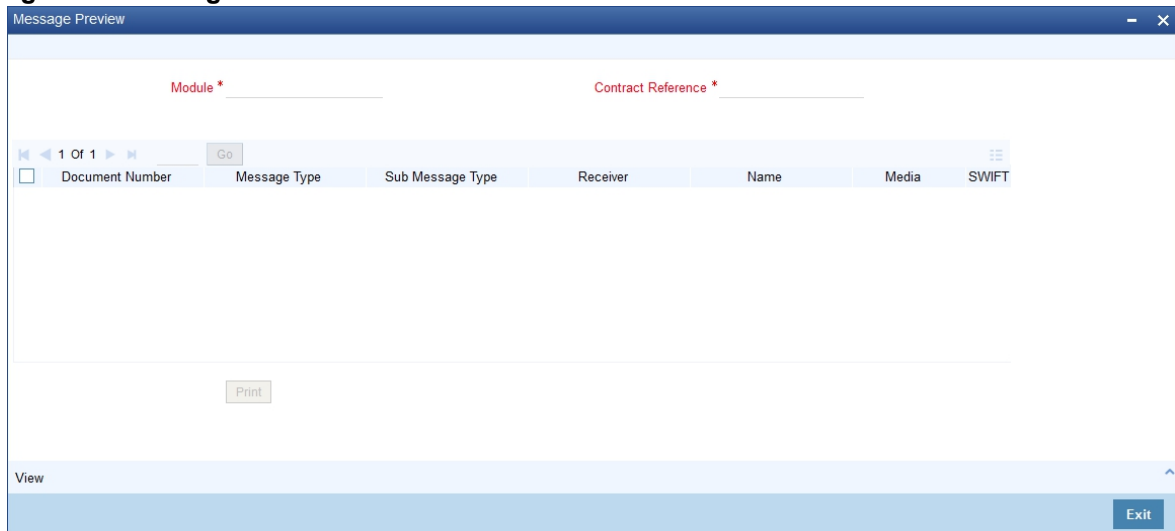 Message Preview
Module * Contract Reference *
1 Of 1 Go
Document Number Message Type Sub Message Type Receiver Name Media SWIFT
Print
View
Exit